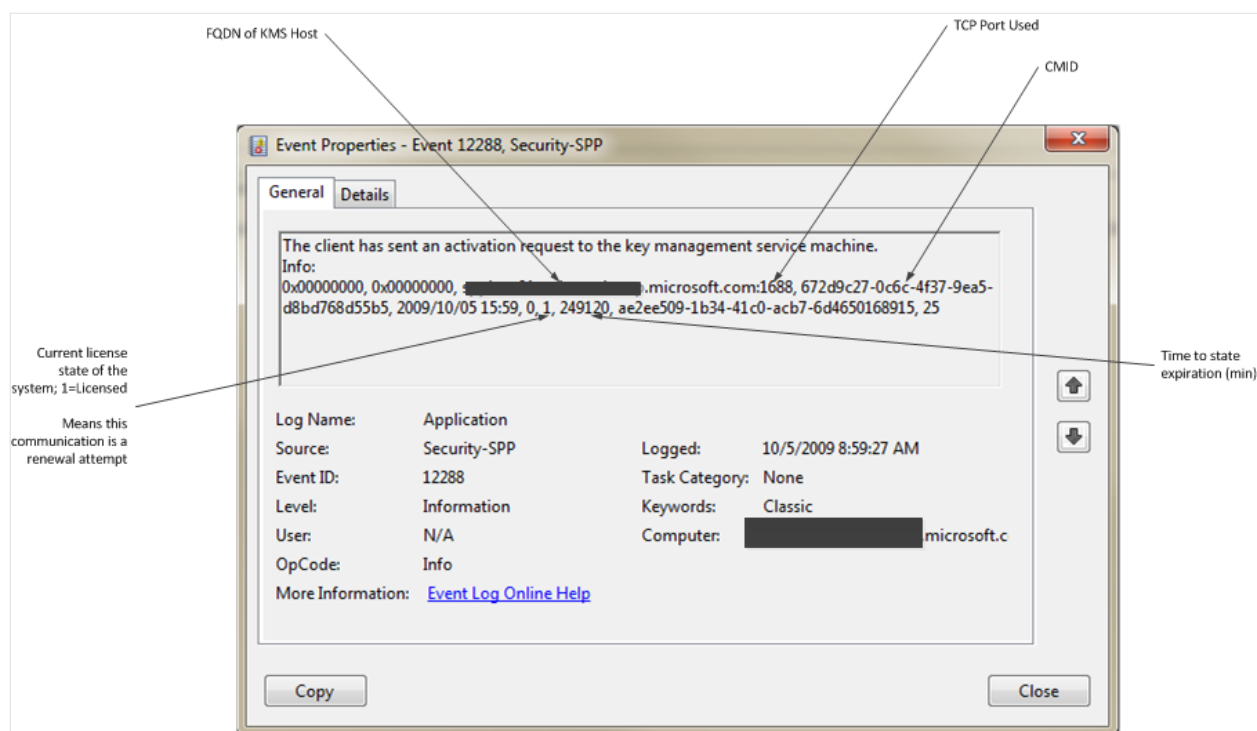 FQDN of KMS Host
TCP Port Used
CMID
Event Properties - Event 12288, Security-SPP
General
Details
The client has sent an activation request to the key management service machine.
Info:
0x00000000, 0x00000000, .microsoft.com:1688, 672d9c27-0c6c-4f37-9ea5-
d8bd768d55b5, 2009/10/05 15:59, 0, 1, 249120, ae2ee509-1b34-41c0-acb7-6d4650168915, 25
Current license
state of the
system; 1=Licensed
Means this
communication is a
renewal attempt
Time to state
expiration (min)
Log Name: Application
Source: Security-SPP Logged: 10/5/2009 8:59:27 AM
Event ID: 12288 Task Category: None
Level: Information Keywords: Classic
User: N/A Computer: .microsoft.c
OpCode: Info
More Information: Event Log Online Help
Copy
Close